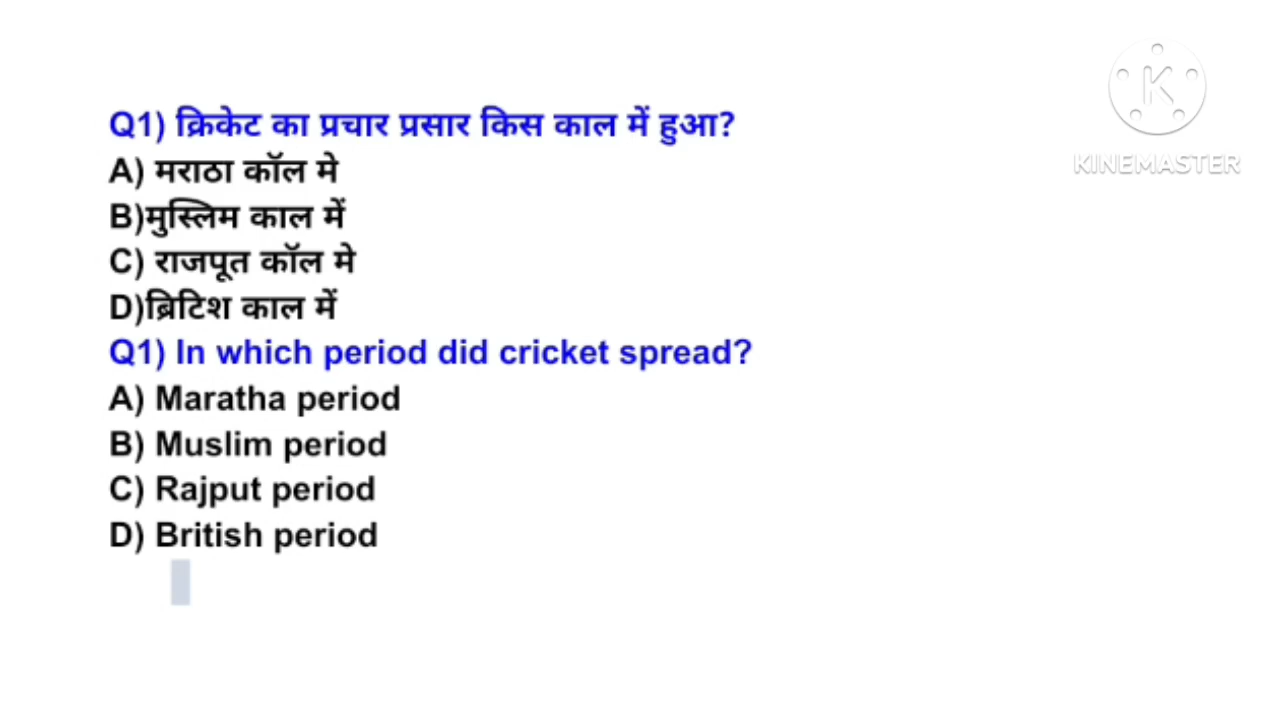 Q1) क्रिकेट का प्रचार प्रसार किस काल में हुआ?
A) मराठा कॉल मे
B)मुस्लिम काल में
C) राजपूत कॉल मे
D)ब्रिटिश काल में
Q1) In which period did cricket spread?
A) Maratha period
B) Muslim period
C) Rajput period
D) British period
K
KINEMASTER